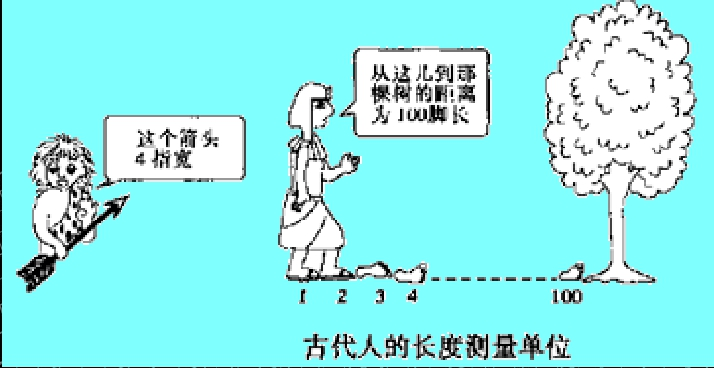 这个箭头
4指宽
从这儿到那
棵树的距离
为100脚长
1 2 3 4 100
古代人的长度测量单位